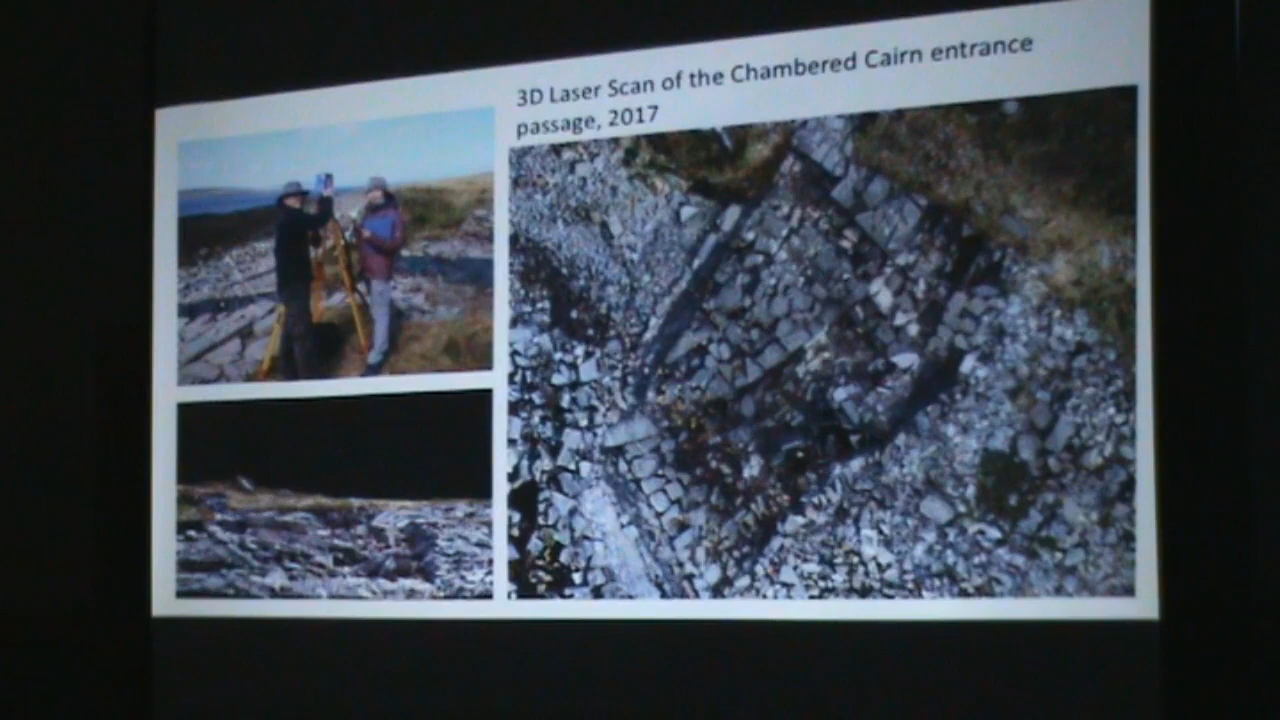 3D Laser Scan of the Chambered Cairn entrance
passage, 2017